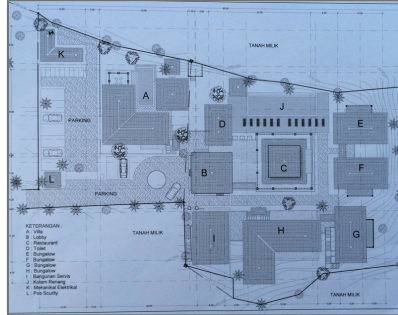 TANAH MILIK
K
A
J
PARKING
D
E
B
C
F
L
PARKING
KETERANGAN :
A : Villa
B : Lobby
C : Restaurant
D : Toilet
E : Bungalow
F : Bungalow
G : Bungalow
H : Bungalow
I : Bangunan Servis
J : Kolam Renang
K : Mekanikal Elektrikal
L : Pos Scurity
TANAH MILIK
I
H
G
TANAH MILIK